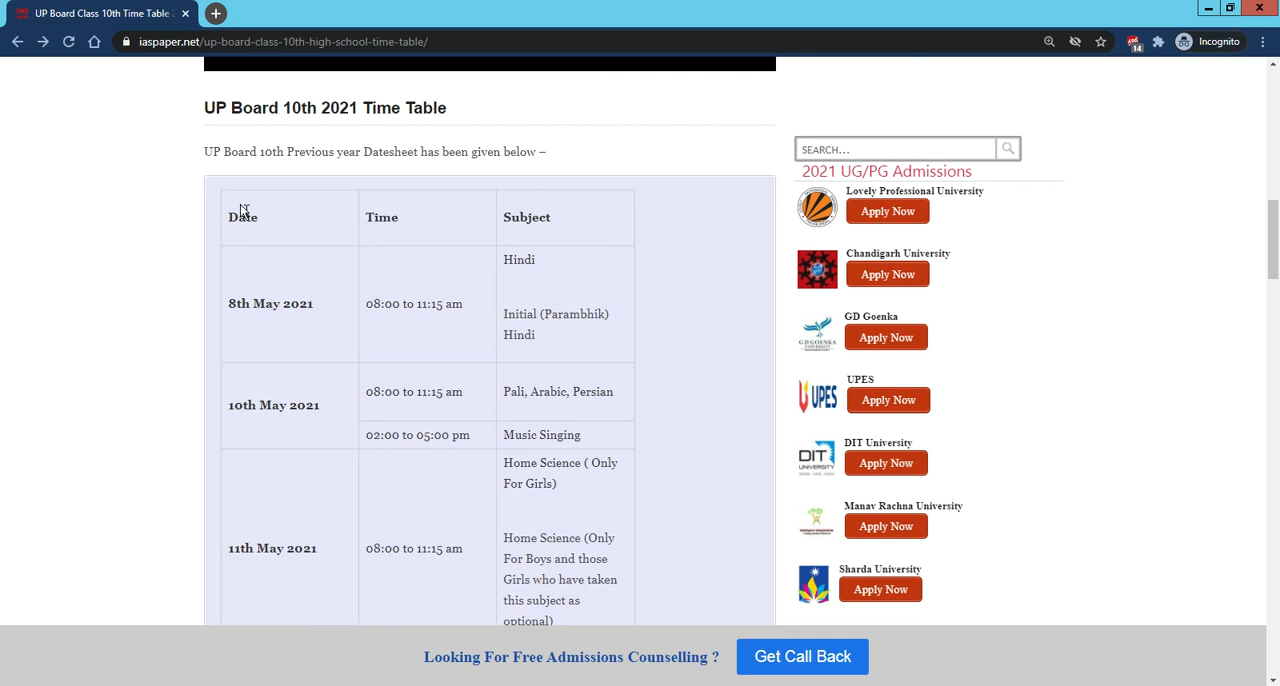 UP Board Class 10th Time Table
iaspaper.net/up-board-class-10th-high-school-time-table/
14
Incognito
UP Board 10th 2021 Time Table
UP Board 10th Previous year Datesheet has been given below –
Date Time Subject
8th May 2021 08:00 to 11:15 am Hindi
Initial (Parambhik)
Hindi
10th May 2021 08:00 to 11:15 am Pali, Arabic, Persian
02:00 to 05:00 pm Music Singing
11th May 2021 08:00 to 11:15 am Home Science ( Only
For Girls)
Home Science (Only
For Boys and those
Girls who have taken
this subject as
optional)
SEARCH...
2021 UG/PG Admissions
Lovely Professional University
Apply Now
Chandigarh University
Apply Now
GD Goenka
Apply Now
G D GOENKA
UPES
Apply Now
UPES
DIT University
Apply Now
DIT
UNIVERSITY
Manav Rachna University
Apply Now
Sharda University
Apply Now
Looking For Free Admissions Counselling ?
Get Call Back